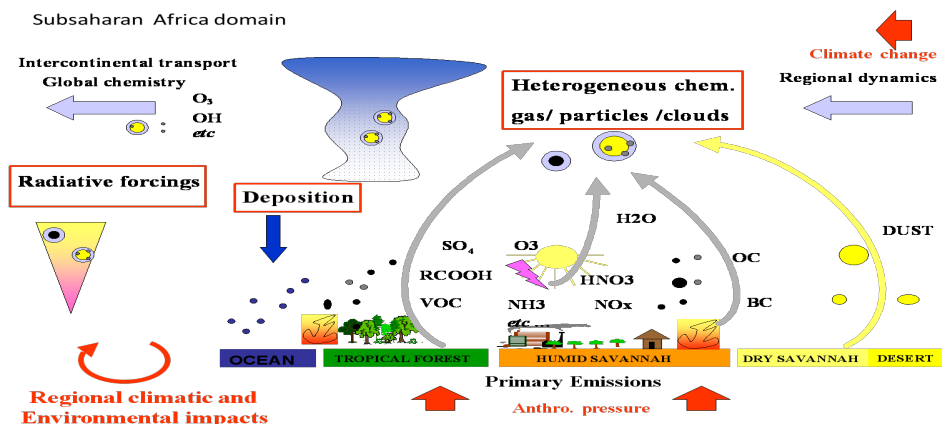 Subsaharan Africa domain
Climate change
Intercontinental transport
Global chemistry
Regional dynamics
O3
OH
etc
Heterogeneous chem.
gas/ particles /clouds
Radiative forcings
Deposition
H2O
DUST
SO4
O3
OC
RCOOH
HNO3
VOC
NH3
NOx
BC
etc ...
OCEAN
TROPICAL FOREST
HUMID SAVANNAH
DRY SAVANNAH
DESERT
Primary Emissions
Anthro. pressure
Regional climatic and
Environmental impacts